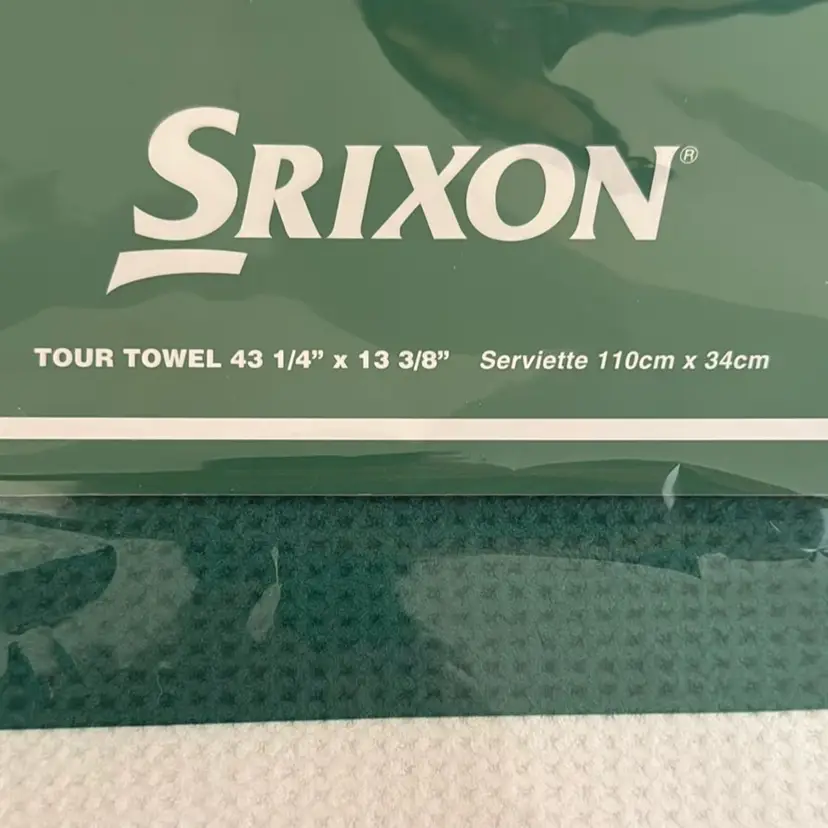 SRIXON®
TOUR TOWEL 43 1/4” x 13 3/8” Serviette 110cm x 34cm